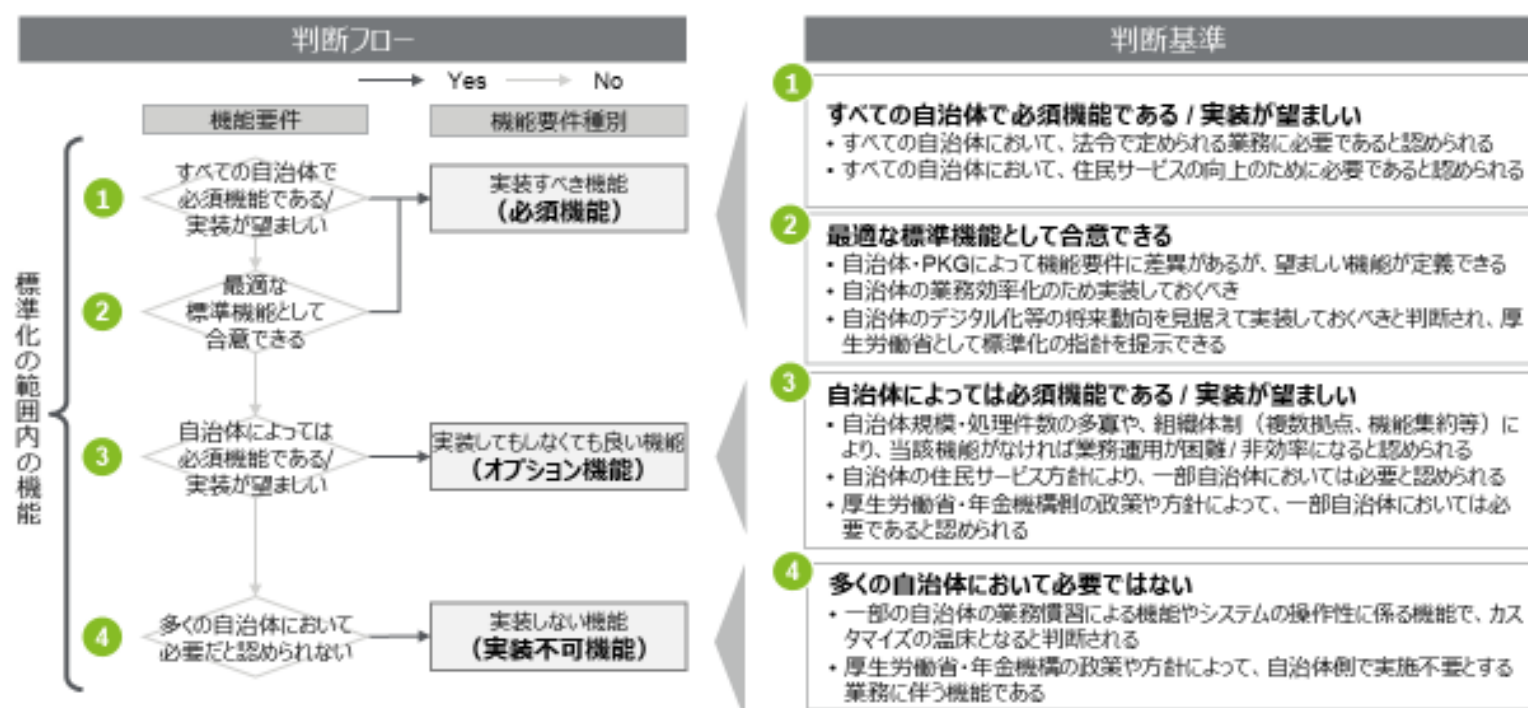 判断フロー
Yes
No
機能要件
機能要件種別
標準化の範囲内の機能
1
すべての自治体で
必須機能である/
実装が望ましい
実装すべき機能
（必須機能）
2
最適な
標準機能として
合意できる
3
自治体によっては
必須機能である/
実装が望ましい
実装してもしなくても良い機能
（オプション機能）
4
多くの自治体において
必要だと認められない
実装しない機能
（実装不可機能）
判断基準
1
すべての自治体で必須機能である / 実装が望ましい
• すべての自治体において、法令で定められる業務に必要であると認められる
• すべての自治体において、住民サービスの向上のために必要であると認められる
2
最適な標準機能として合意できる
• 自治体・PKGによって機能要件に差異があるが、望ましい機能が定義できる
• 自治体の業務効率化のため実装しておくべき
• 自治体のデジタル化等の将来動向を見据えて実装しておくべきと判断され、厚
生労働省として標準化の指針を提示できる
3
自治体によっては必須機能である / 実装が望ましい
• 自治体規模・処理件数の多寡や、組織体制（複数拠点、機能集約等）に
より、当該機能がなければ業務運用が困難/ 非効率になると認められる
• 自治体の住民サービス方針により、一部自治体においては必要と認められる
• 厚生労働省・年金機構側の政策や方針によって、一部自治体においては必
要であると認められる
4
多くの自治体において必要ではない
• 一部の自治体の業務慣習による機能やシステムの操作性に係る機能で、カス
タマイズの温床となると判断される
• 厚生労働省・年金機構の政策や方針によって、自治体側で実施不要とする
業務に伴う機能である